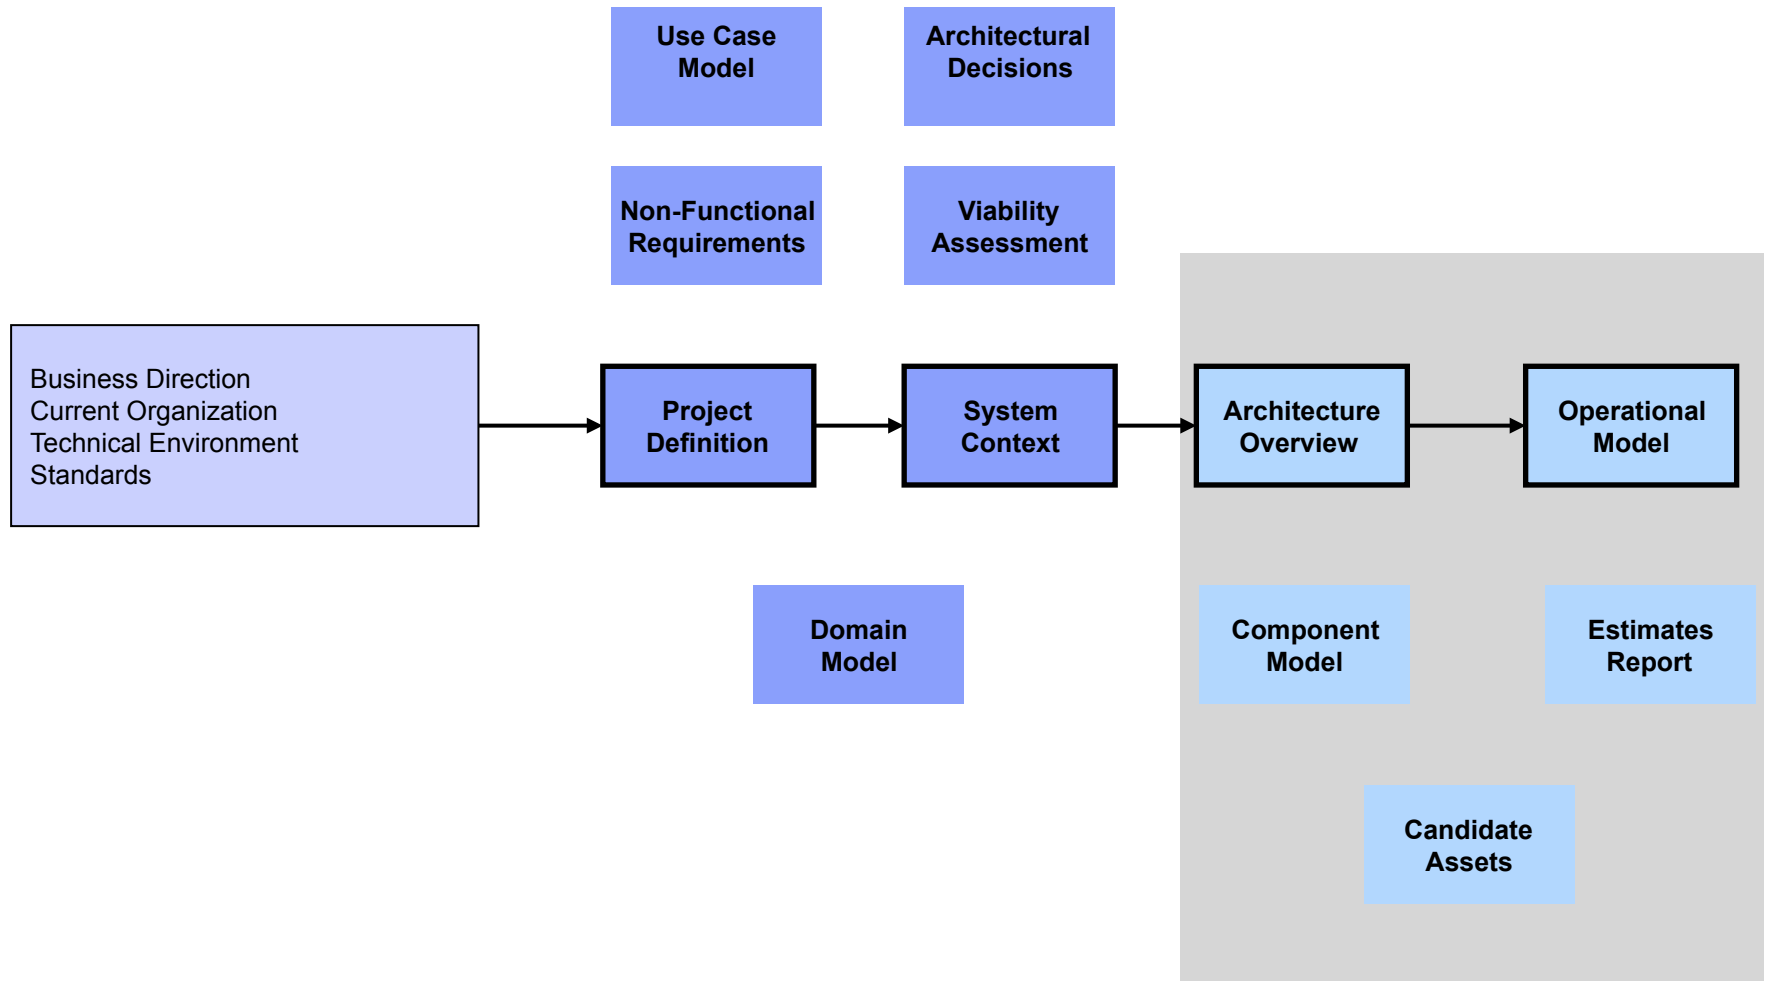 Use Case
Model
Architectural
Decisions
Non-Functional
Requirements
Viability
Assessment
Business Direction
Current Organization
Technical Environment
Standards
Project
Definition
System
Context
Architecture
Overview
Operational
Model
Domain
Model
Component
Model
Estimates
Report
Candidate
Assets